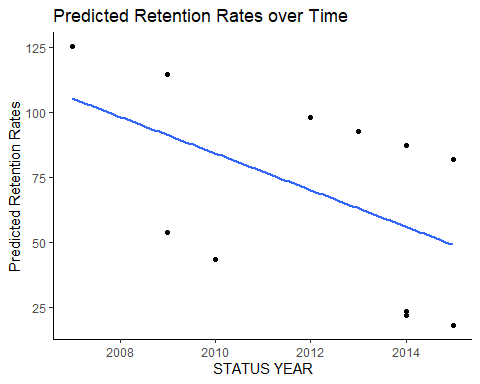 Predicted Retention Rates over Time
125
100
75
50
25
Predicted Retention Rates
2008 2010 2012 2014
STATUS YEAR